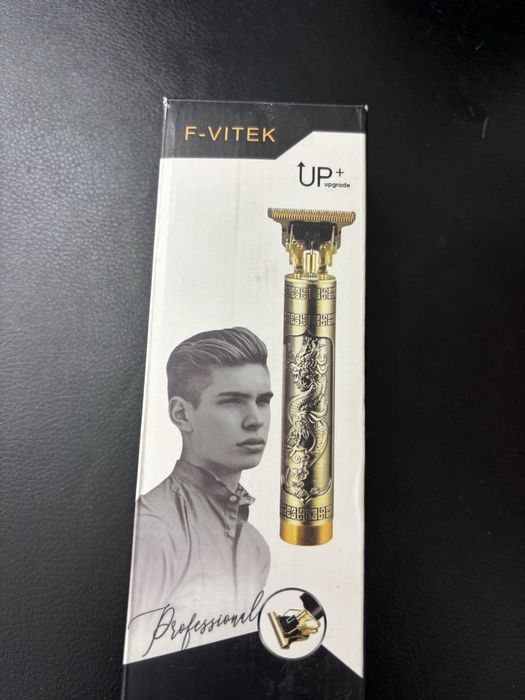 F-VITEK
UP+
upgrade
Professional